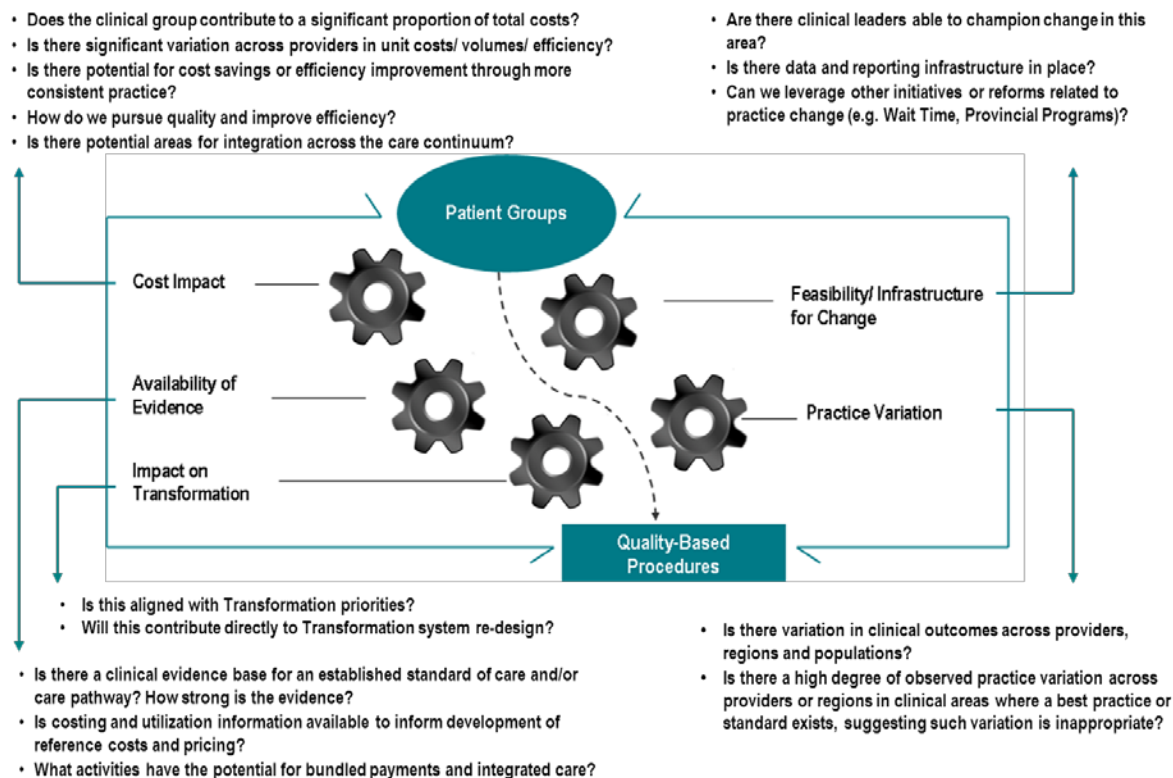 • Does the clinical group contribute to a significant proportion of total costs?
• Is there significant variation across providers in unit costs/ volumes/ efficiency?
• Is there potential for cost savings or efficiency improvement through more
consistent practice?
• How do we pursue quality and improve efficiency?
• Is there potential areas for integration across the care continuum?
• Are there clinical leaders able to champion change in this
area?
• Is there data and reporting infrastructure in place?
• Can we leverage other initiatives or reforms related to
practice change (e.g. Wait Time, Provincial Programs)?
Patient Groups
Cost Impact
Feasibility/ Infrastructure
for Change
Availability of
Evidence
Practice Variation
Impact on
Transformation
Quality-Based
Procedures
• Is this aligned with Transformation priorities?
• Will this contribute directly to Transformation system re-design?
• Is there a clinical evidence base for an established standard of care and/or
care pathway? How strong is the evidence?
• Is costing and utilization information available to inform development of
reference costs and pricing?
• What activities have the potential for bundled payments and integrated care?
• Is there variation in clinical outcomes across providers,
regions and populations?
• Is there a high degree of observed practice variation across
providers or regions in clinical areas where a best practice or
standard exists, suggesting such variation is inappropriate?